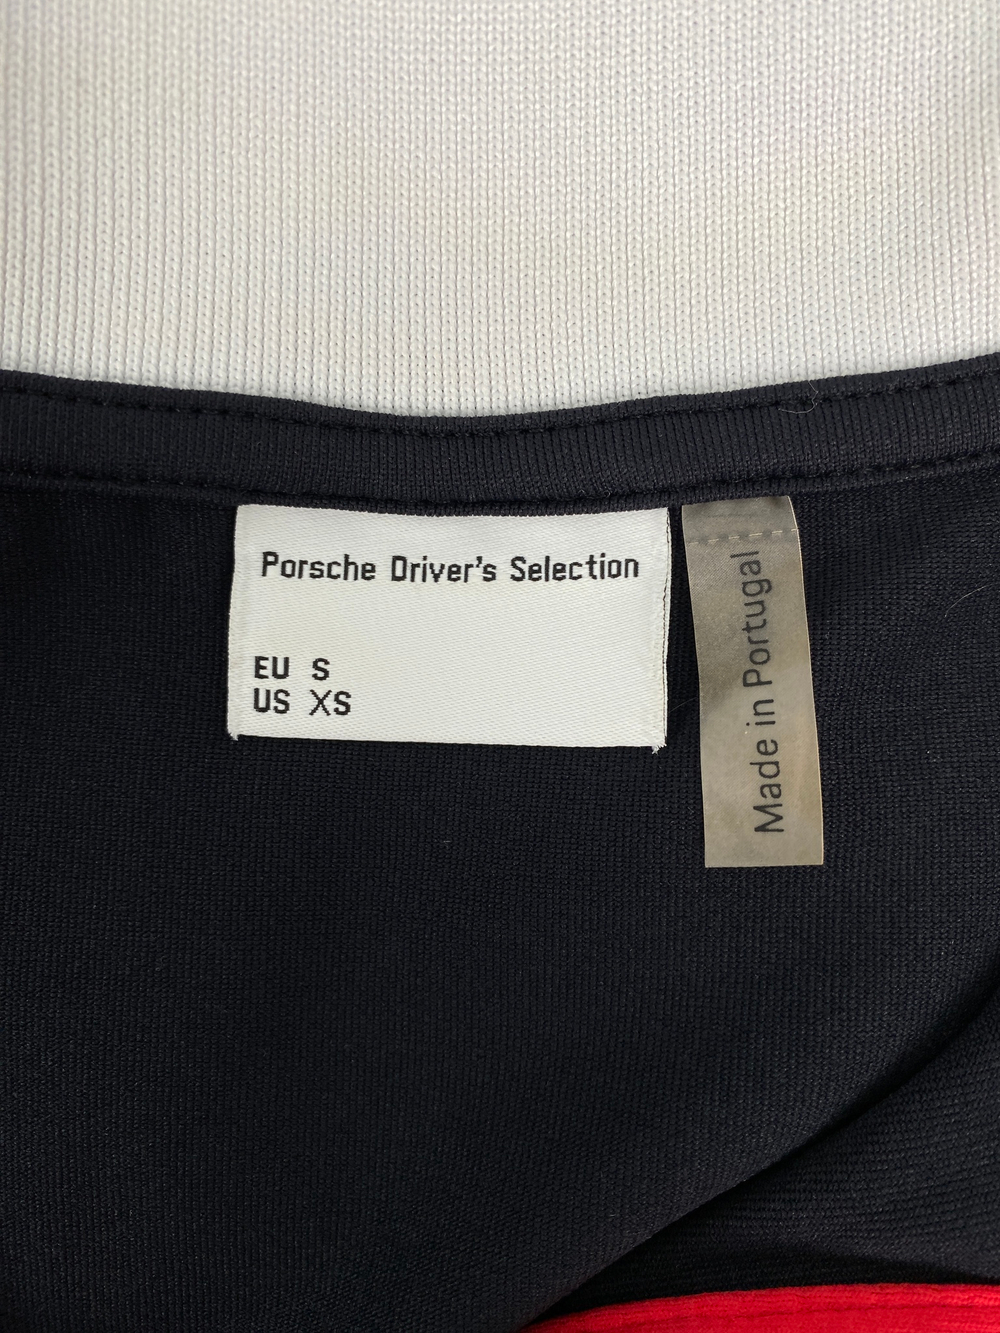 Porsche Driver's Selection
EU S
US XS
Made in Portugal